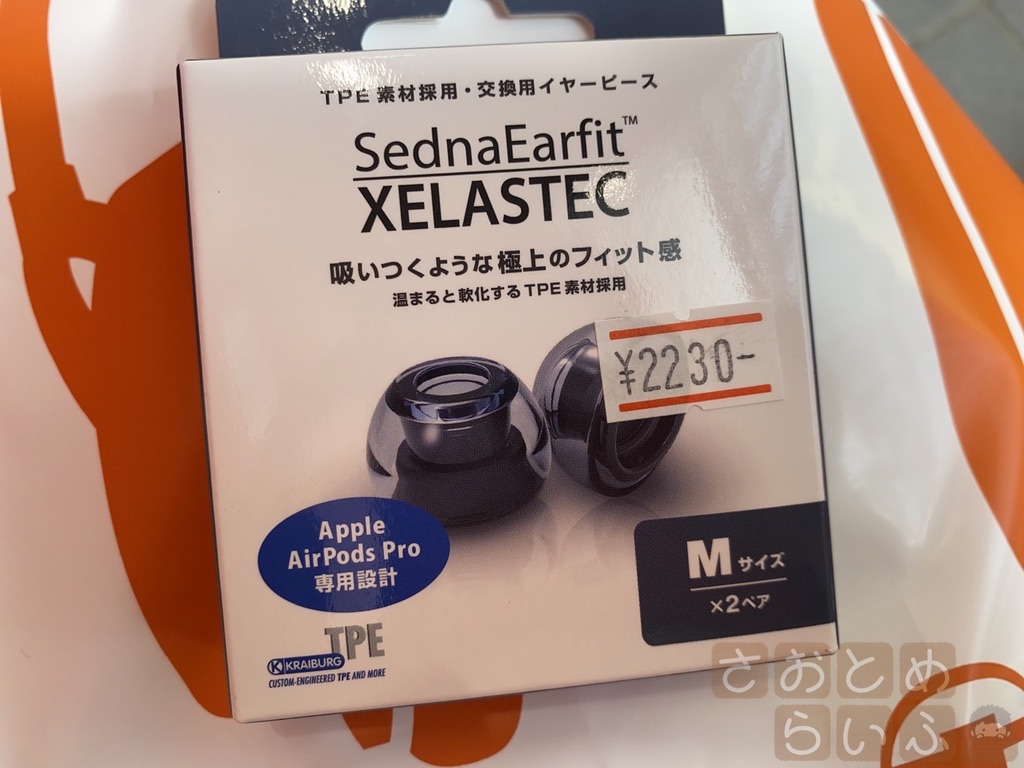 TPE 素材採用・交換用イヤーピース
SednaEarfit™
XELASTEC
吸いつくような極上のフィット感
温まると軟化するTPE素材採用
¥2230-
Apple
AirPods Pro
専用設計
Mサイズ
×2ペア
TPE
KRAIBURG
CUSTOM-ENGINEERED TPE AND MORE
さおとめ
らいふ